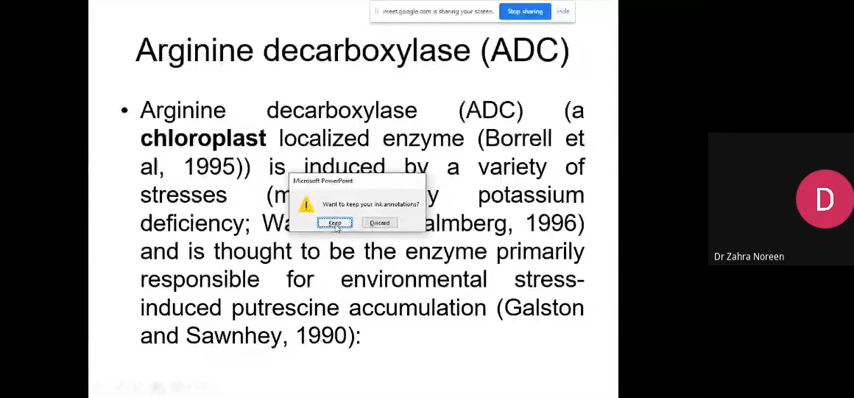 meet.google.com is sharing your screen.
Stop sharing
Hide
Arginine decarboxylase (ADC)
• Arginine decarboxylase (ADC) (a
chloroplast localized enzyme (Borrell et
al, 1995)) is induced by a variety of
stresses (m y potassium
deficiency; Wa almberg, 1996)
and is thought to be the enzyme primarily
responsible for environmental stress-
induced putrescine accumulation (Galston
and Sawnhey, 1990):
Microsoft PowerPoint
Want to keep your ink annotations?
Keep
Discard
D
Dr Zahra Noreen